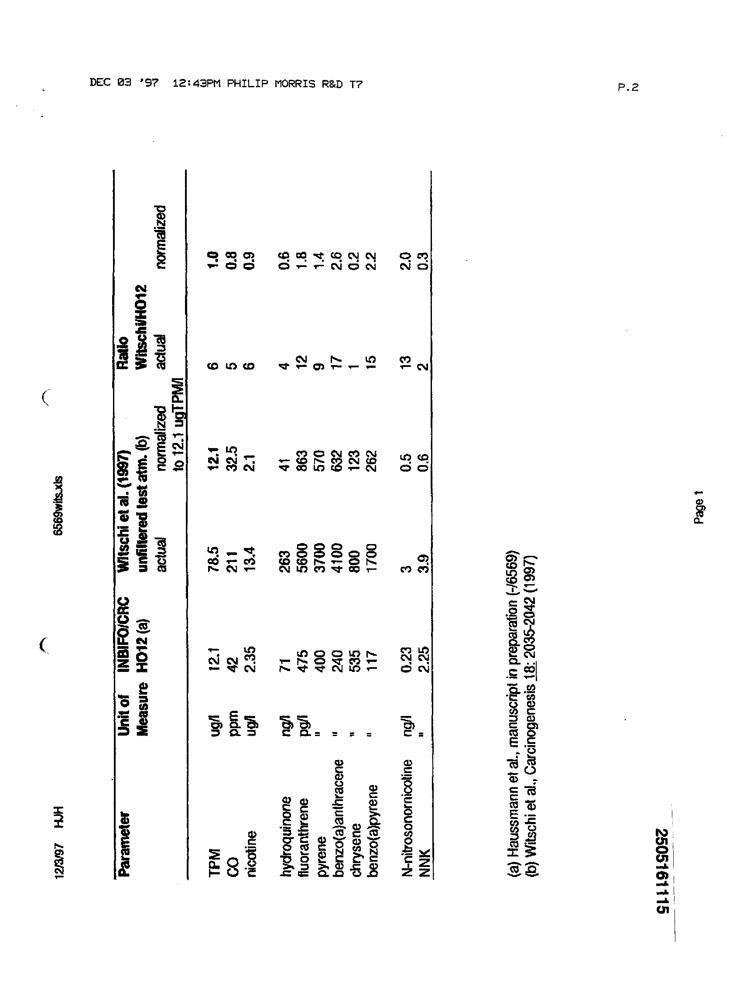 DEC 03 '97 12:43PM PHILIP MORRIS R&D T7 P.2
12/3/97 HJH 6569wits.xls
Parameter Unit of INBIFO/CRC Witschi et al. (1997) Ratio
Measure HO12 (a) unfiltered test atm. (b) Witschi/HO12
actual normalized actual normalized
to 12.1 ugTPM/l
TPM ug/l 12.1 78.5 12.1 6 1.0
CO ppm 42 211 32.5 5 0.8
nicotine ug/l 2.35 13.4 2.1 6 0.9
hydroquinone ng/l 71 263 41 4 0.6
fluoranthrene pg/l 475 5600 863 12 1.8
pyrene " 400 3700 570 9 1.4
benzo(a)anthracene " 240 4100 632 17 2.6
chrysene " 535 800 123 1 0.2
benzo(a)pyrene " 117 1700 262 15 2.2
N-nitrosonornicotine ng/l 0.23 3 0.5 13 2.0
NNK " 2.25 3.9 0.6 2 0.3
(a) Haussmann et al., manuscript in preparation (-/6569)
(b) Witschi et al., Carcinogenesis 18: 2035-2042 (1997)
2505161115
Page 1